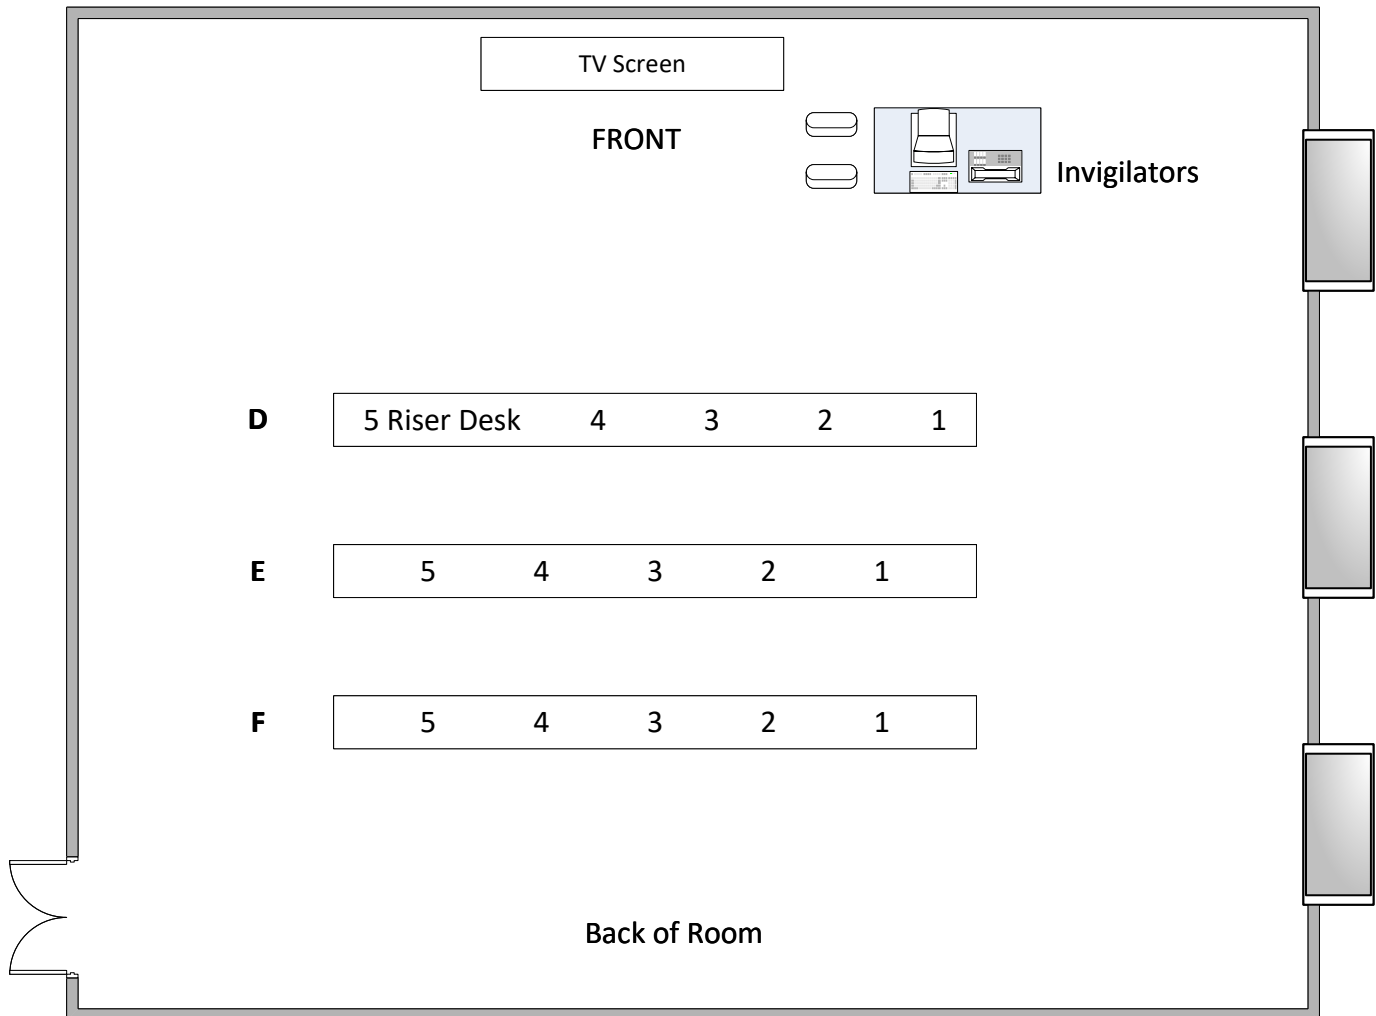 TV Screen
FRONT
Invigilators
D 5 Riser Desk 4 3 2 1
E 5 4 3 2 1
F 5 4 3 2 1
Back of Room